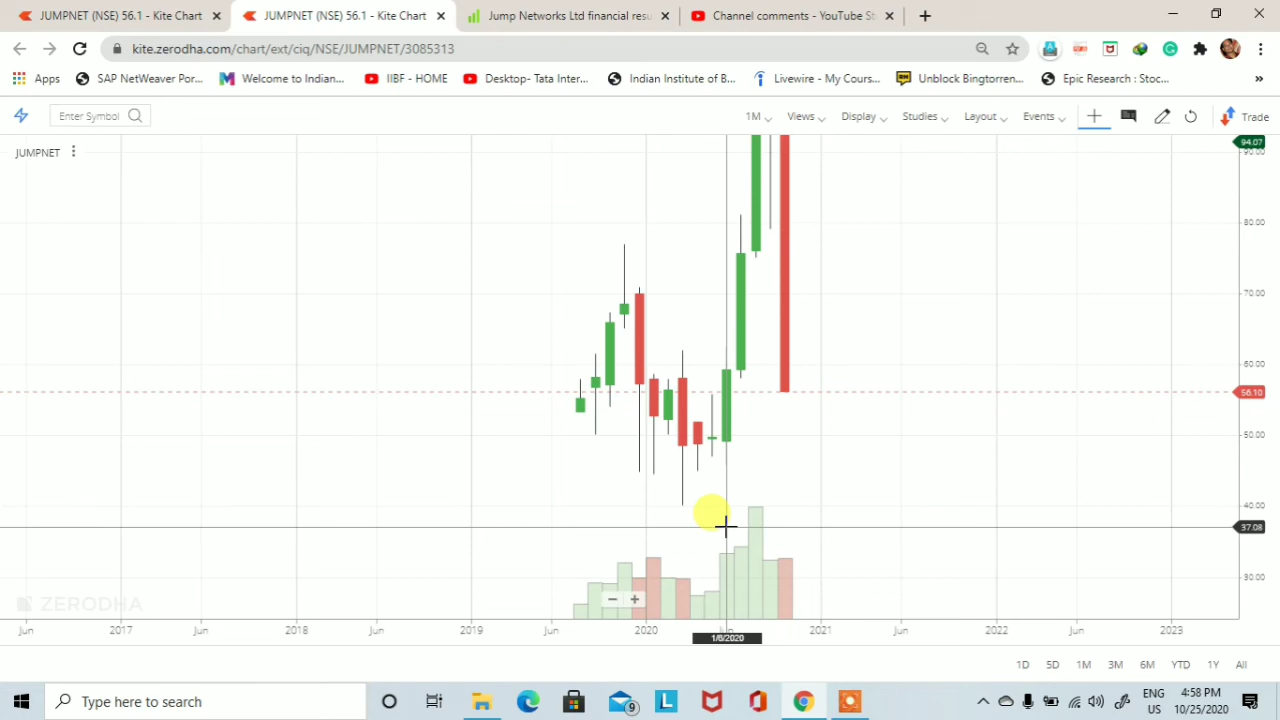 JUMPNET (NSE) 56.1 - Kite Chart
JUMPNET (NSE) 56.1 - Kite Chart
Jump Networks Ltd financial resu
Channel comments - YouTube S
kite.zerodha.com/chart/ext/ciq/NSE/JUMPNET/3085313
Apps
SAP NetWeaver Por...
Welcome to Indian...
IIBF - HOME
Desktop- Tata Inter...
Indian Institute of B...
Livewire - My Cours...
Unblock Bingtorren...
Epic Research : Stoc...
»
Enter Symbol
1M
Views
Display
Studies
Layout
Events
Trade
JUMPNET
94.07
90.00
80.00
70.00
60.00
56.10
50.00
40.00
37.08
30.00
ZERODHA
Jun 2017 Jun 2018 Jun 2019 Jun 2020 Jun 2021 Jun 2022 Jun 2023
1/6/2020
1D 5D 1M 3M 6M YTD 1Y All
Type here to search
9
L
ENG
US
4:58 PM
10/25/2020